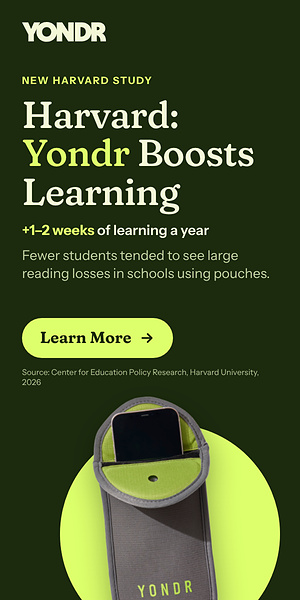 YONDR
NEW HARVARD STUDY
Harvard:
Yondr Boosts
Learning
+1–2 weeks of learning a year
Fewer students tended to see large
reading losses in schools using pouches.
Learn More →
Source: Center for Education Policy Research, Harvard University,
2026
YONDR